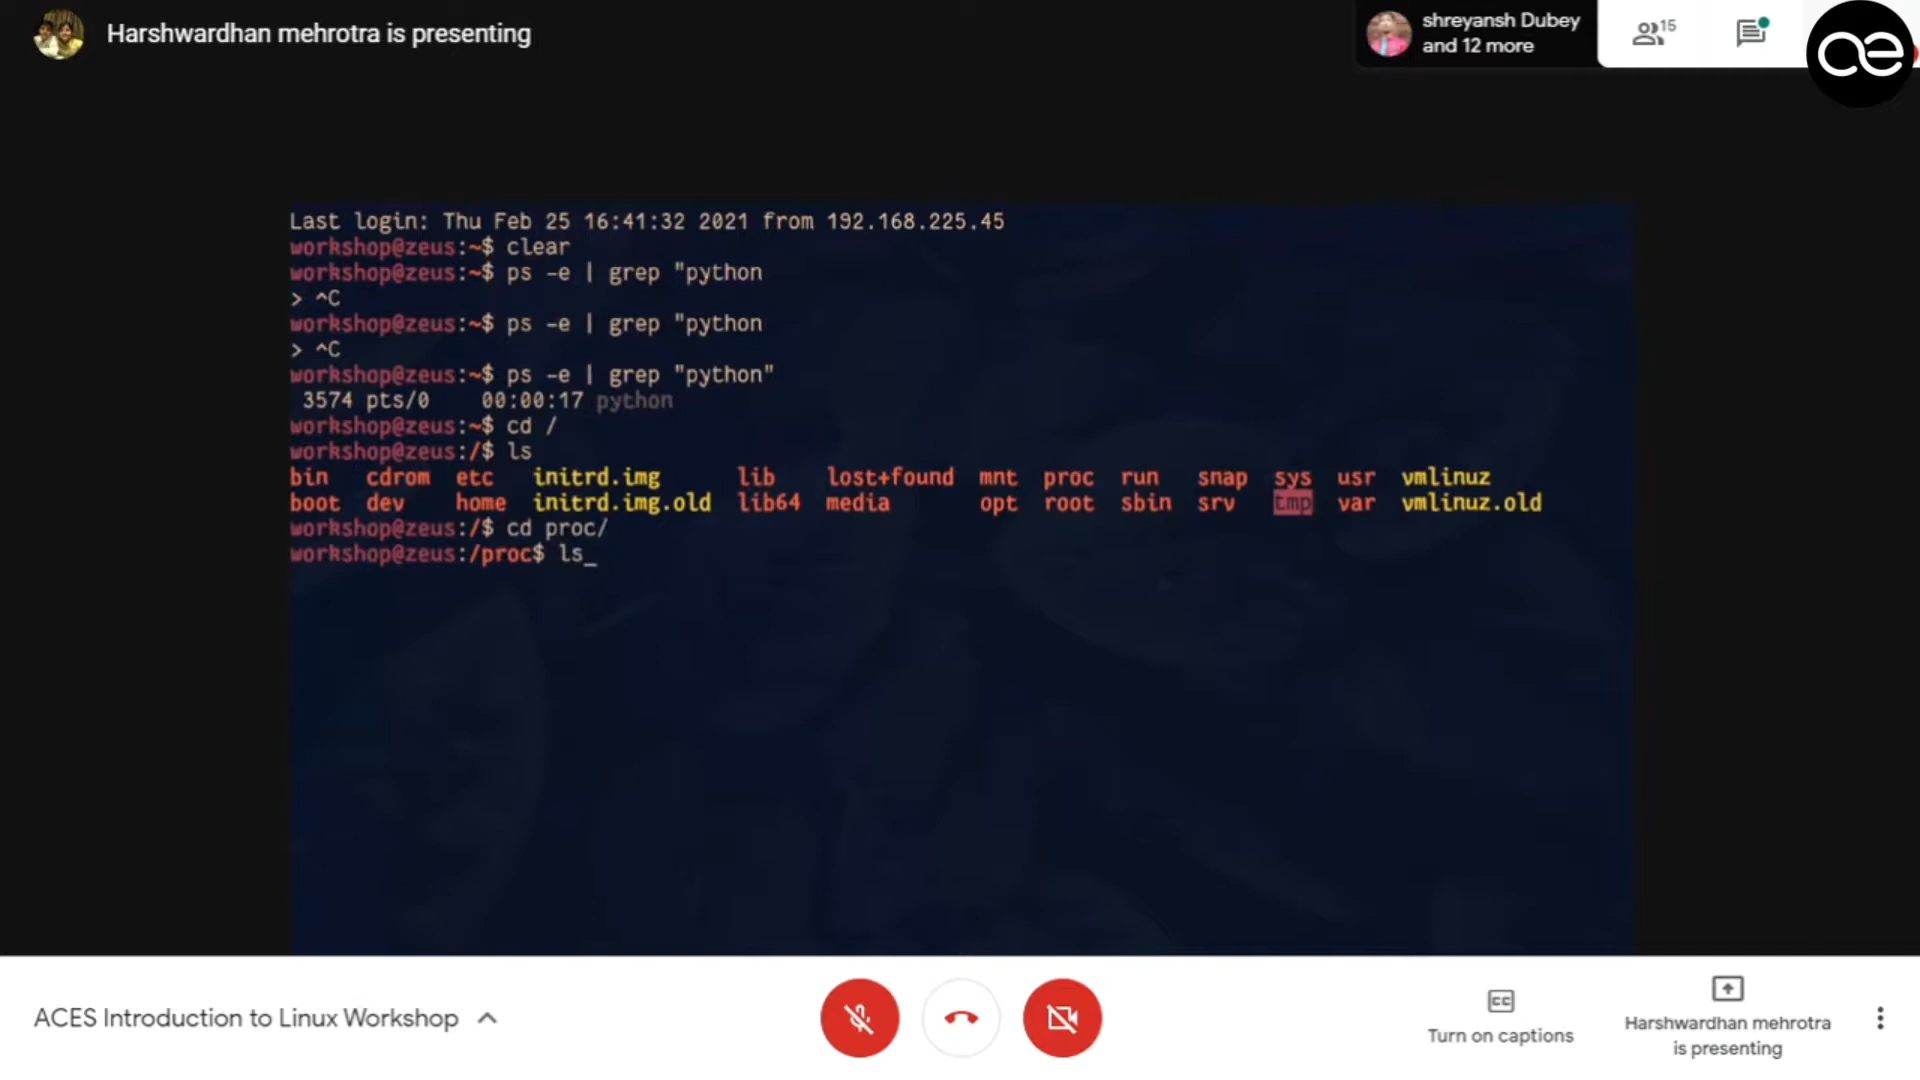 Harshwardhan mehrotra is presenting
shreyansh Dubey
and 12 more
15
Last login: Thu Feb 25 16:41:32 2021 from 192.168.225.45
workshop@zeus:~$ clear
workshop@zeus:~$ ps -e | grep "python
> ^C
workshop@zeus:~$ ps -e | grep "python
> ^C
workshop@zeus:~$ ps -e | grep "python"
3574 pts/0 00:00:17 python
workshop@zeus:~$ cd /
workshop@zeus:/$ ls
bin cdrom etc initrd.img lib lost+found mnt proc run snap sys usr vmlinuz
boot dev home initrd.img.old lib64 media opt root sbin srv tmp var vmlinuz.old
workshop@zeus:/$ cd proc/
workshop@zeus:/proc$ ls_
ACES Introduction to Linux Workshop
CC
Turn on captions
Harshwardhan mehrotra
is presenting